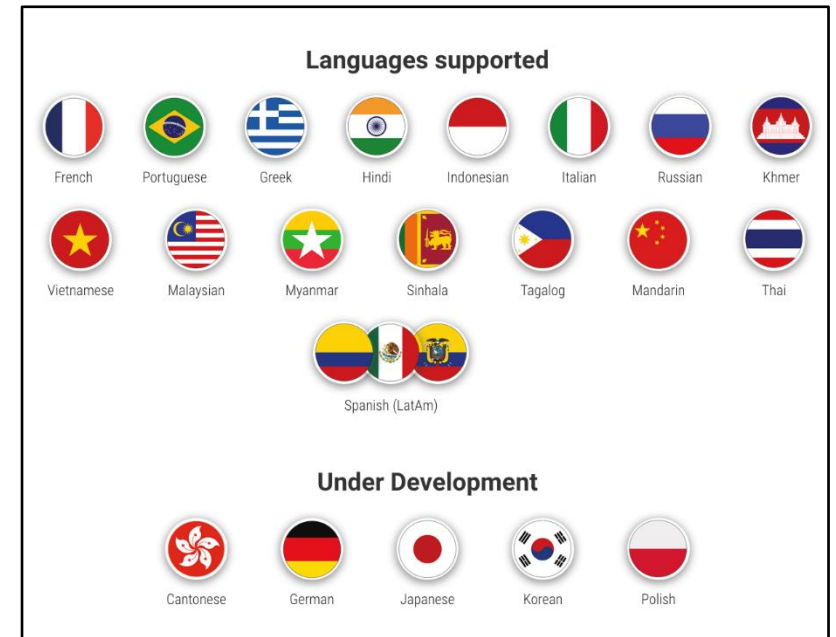 Languages supported
French Portuguese Greek Hindi Indonesian Italian Russian Khmer
Vietnamese Malaysian Myanmar Sinhala Tagalog Mandarin Thai
Spanish (LatAm)
Under Development
Cantonese German Japanese Korean Polish